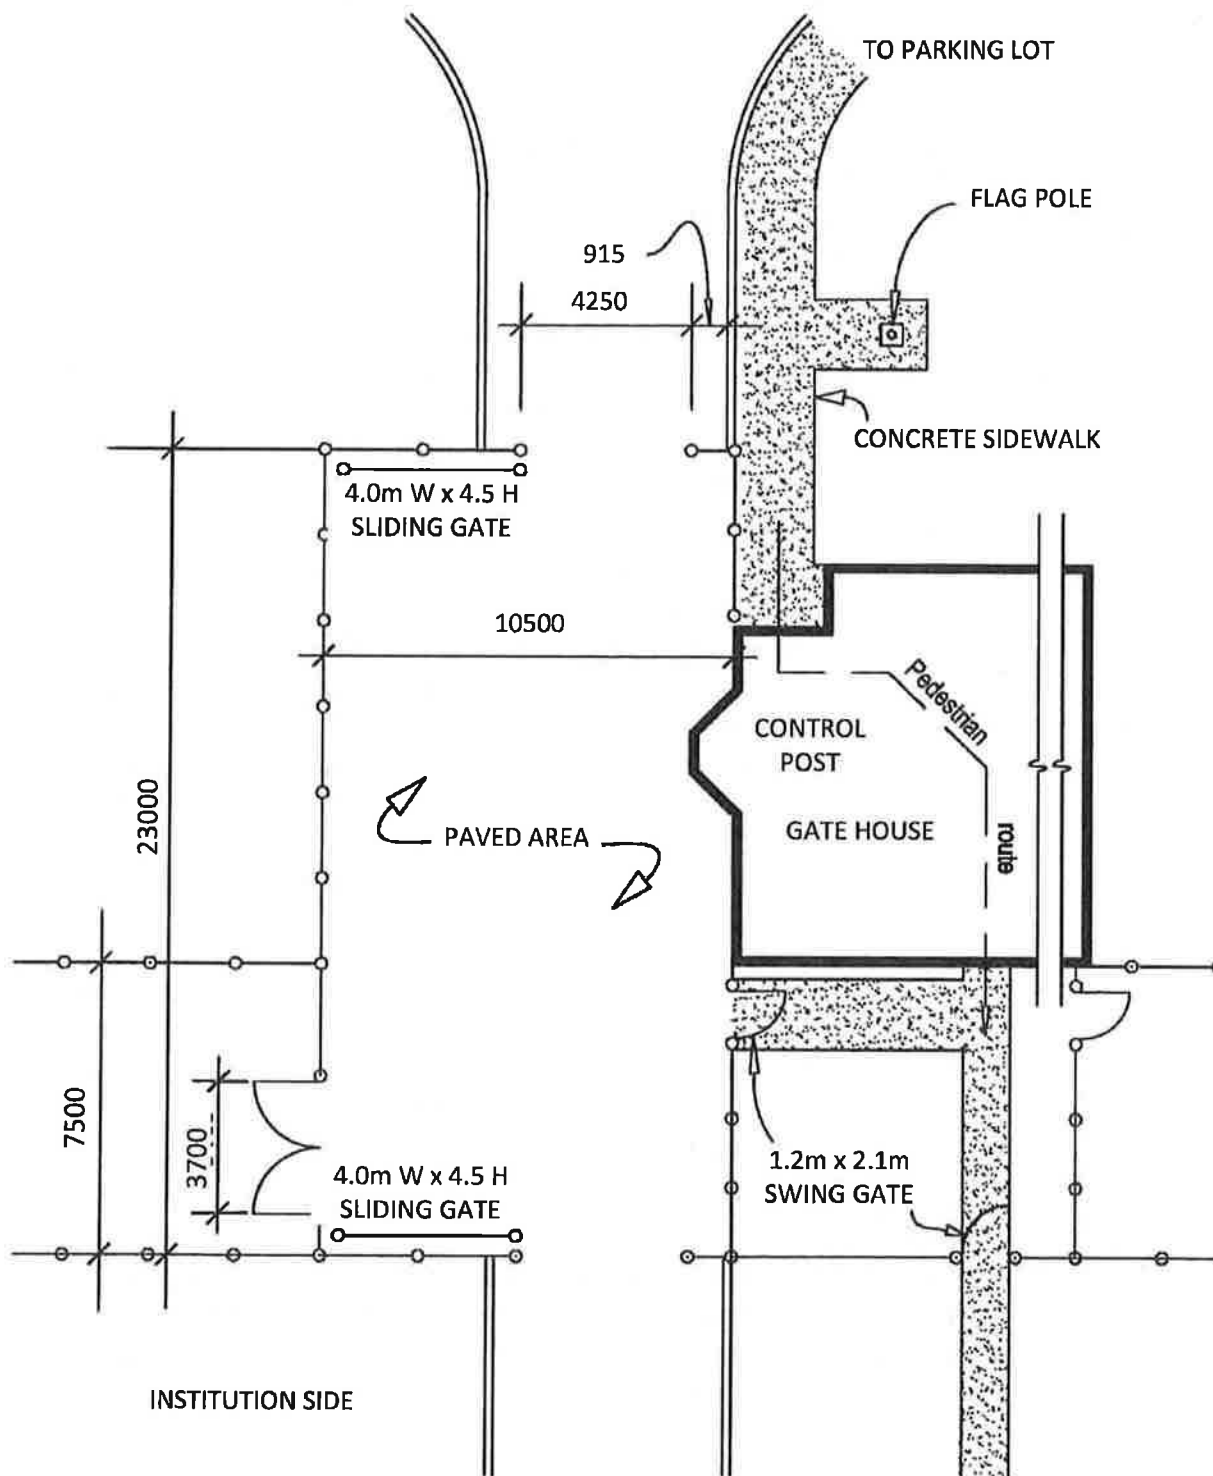 TO PARKING LOT
FLAG POLE
915
4250
CONCRETE SIDEWALK
4.0m W x 4.5 H
SLIDING GATE
10500
Pedestrian
route
CONTROL
POST
GATE HOUSE
23000
PAVED AREA
7500
3700
4.0m W x 4.5 H
SLIDING GATE
1.2m x 2.1m
SWING GATE
INSTITUTION SIDE